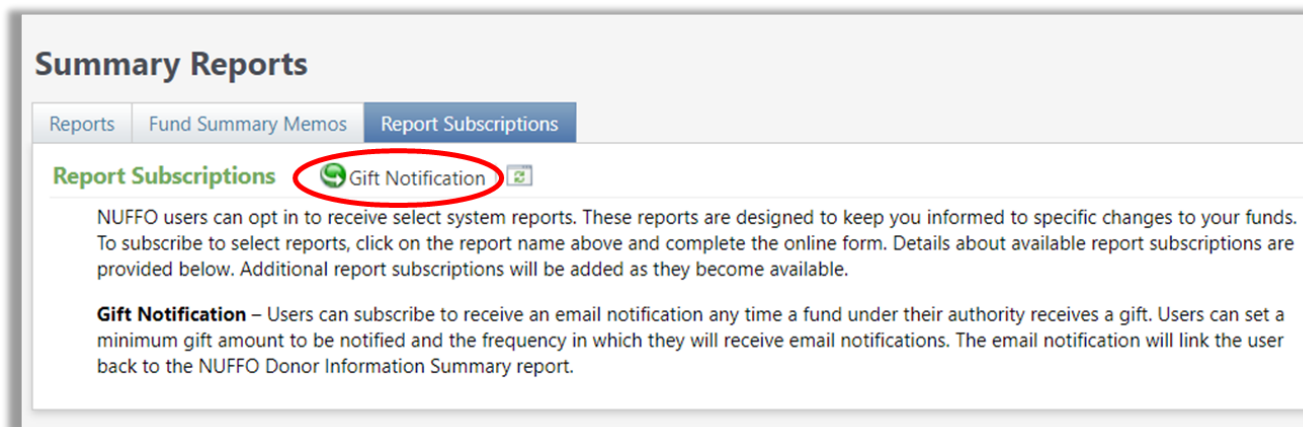 Summary Reports
Reports Fund Summary Memos Report Subscriptions
Report Subscriptions Gift Notification
NUFFO users can opt in to receive select system reports. These reports are designed to keep you informed to specific changes to your funds.
To subscribe to select reports, click on the report name above and complete the online form. Details about available report subscriptions are
provided below. Additional report subscriptions will be added as they become available.
Gift Notification – Users can subscribe to receive an email notification any time a fund under their authority receives a gift. Users can set a
minimum gift amount to be notified and the frequency in which they will receive email notifications. The email notification will link the user
back to the NUFFO Donor Information Summary report.